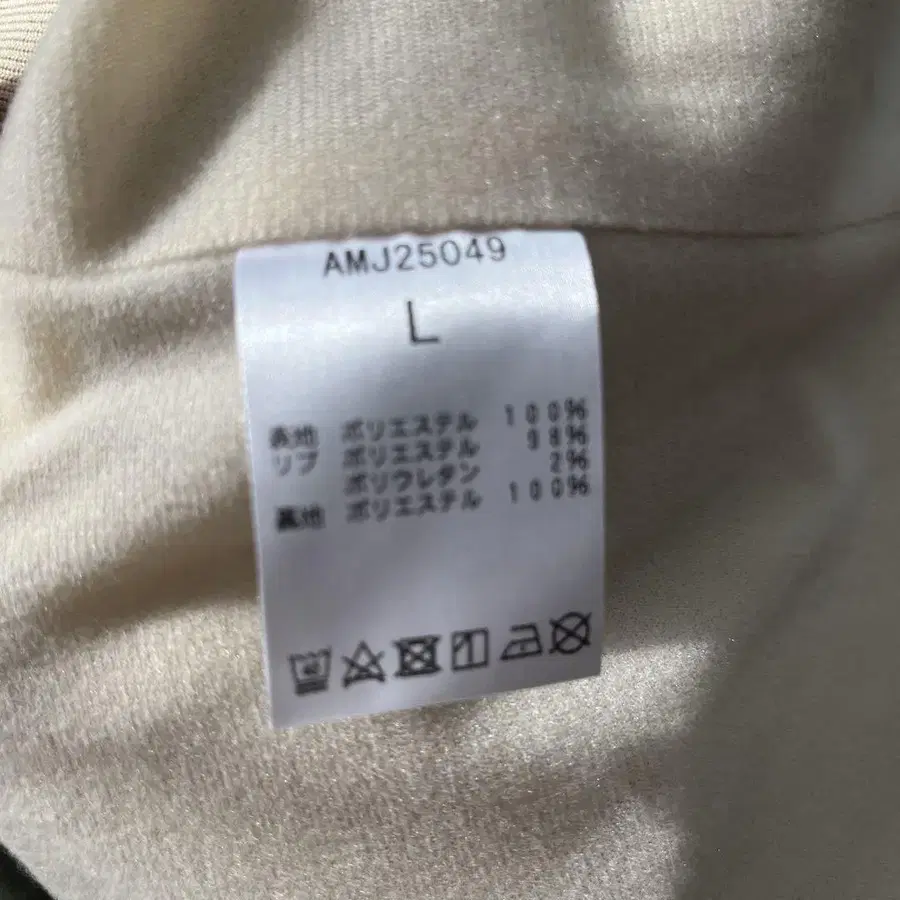 AMJ25049
L
表地 ポリエステル 100%
リブ ポリエステル 98%
ポリウレタン 2%
裏地 ポリエステル 100%
40